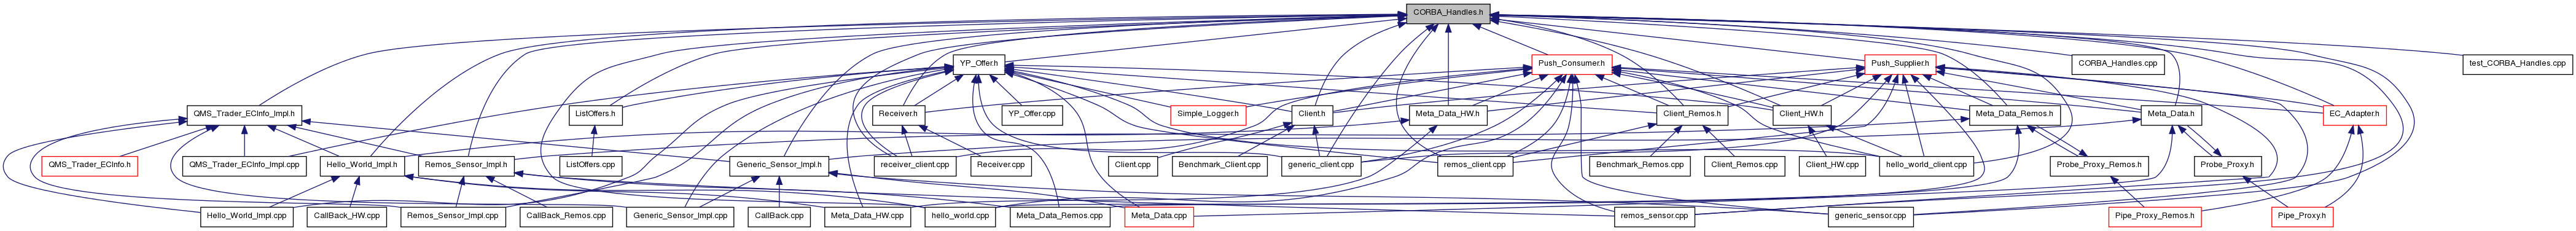 CORBA_Handles.h
YP_Offer.h
Push_Consumer.h
Push_Supplier.h
CORBA_Handles.cpp
test_CORBA_Handles.cpp
QMS_Trader_ECInfo_Impl.h
ListOffers.h
Receiver.h
YP_Offer.cpp
Simple_Logger.h
Client.h
Meta_Data_HW.h
Client_Remos.h
Client_HW.h
Meta_Data_Remos.h
Meta_Data.h
EC_Adapter.h
QMS_Trader_ECInfo.h
QMS_Trader_ECInfo_Impl.cpp
Hello_World_Impl.h
Remos_Sensor_Impl.h
ListOffers.cpp
Generic_Sensor_Impl.h
receiver_client.cpp
Receiver.cpp
Client.cpp
Benchmark_Client.cpp
generic_client.cpp
remos_client.cpp
Benchmark_Remos.cpp
Client_Remos.cpp
Client_HW.cpp
hello_world_client.cpp
Probe_Proxy_Remos.h
Probe_Proxy.h
Hello_World_Impl.cpp
CallBack_HW.cpp
Remos_Sensor_Impl.cpp
CallBack_Remos.cpp
Generic_Sensor_Impl.cpp
CallBack.cpp
Meta_Data_HW.cpp
hello_world.cpp
Meta_Data_Remos.cpp
Meta_Data.cpp
remos_sensor.cpp
generic_sensor.cpp
Pipe_Proxy_Remos.h
Pipe_Proxy.h